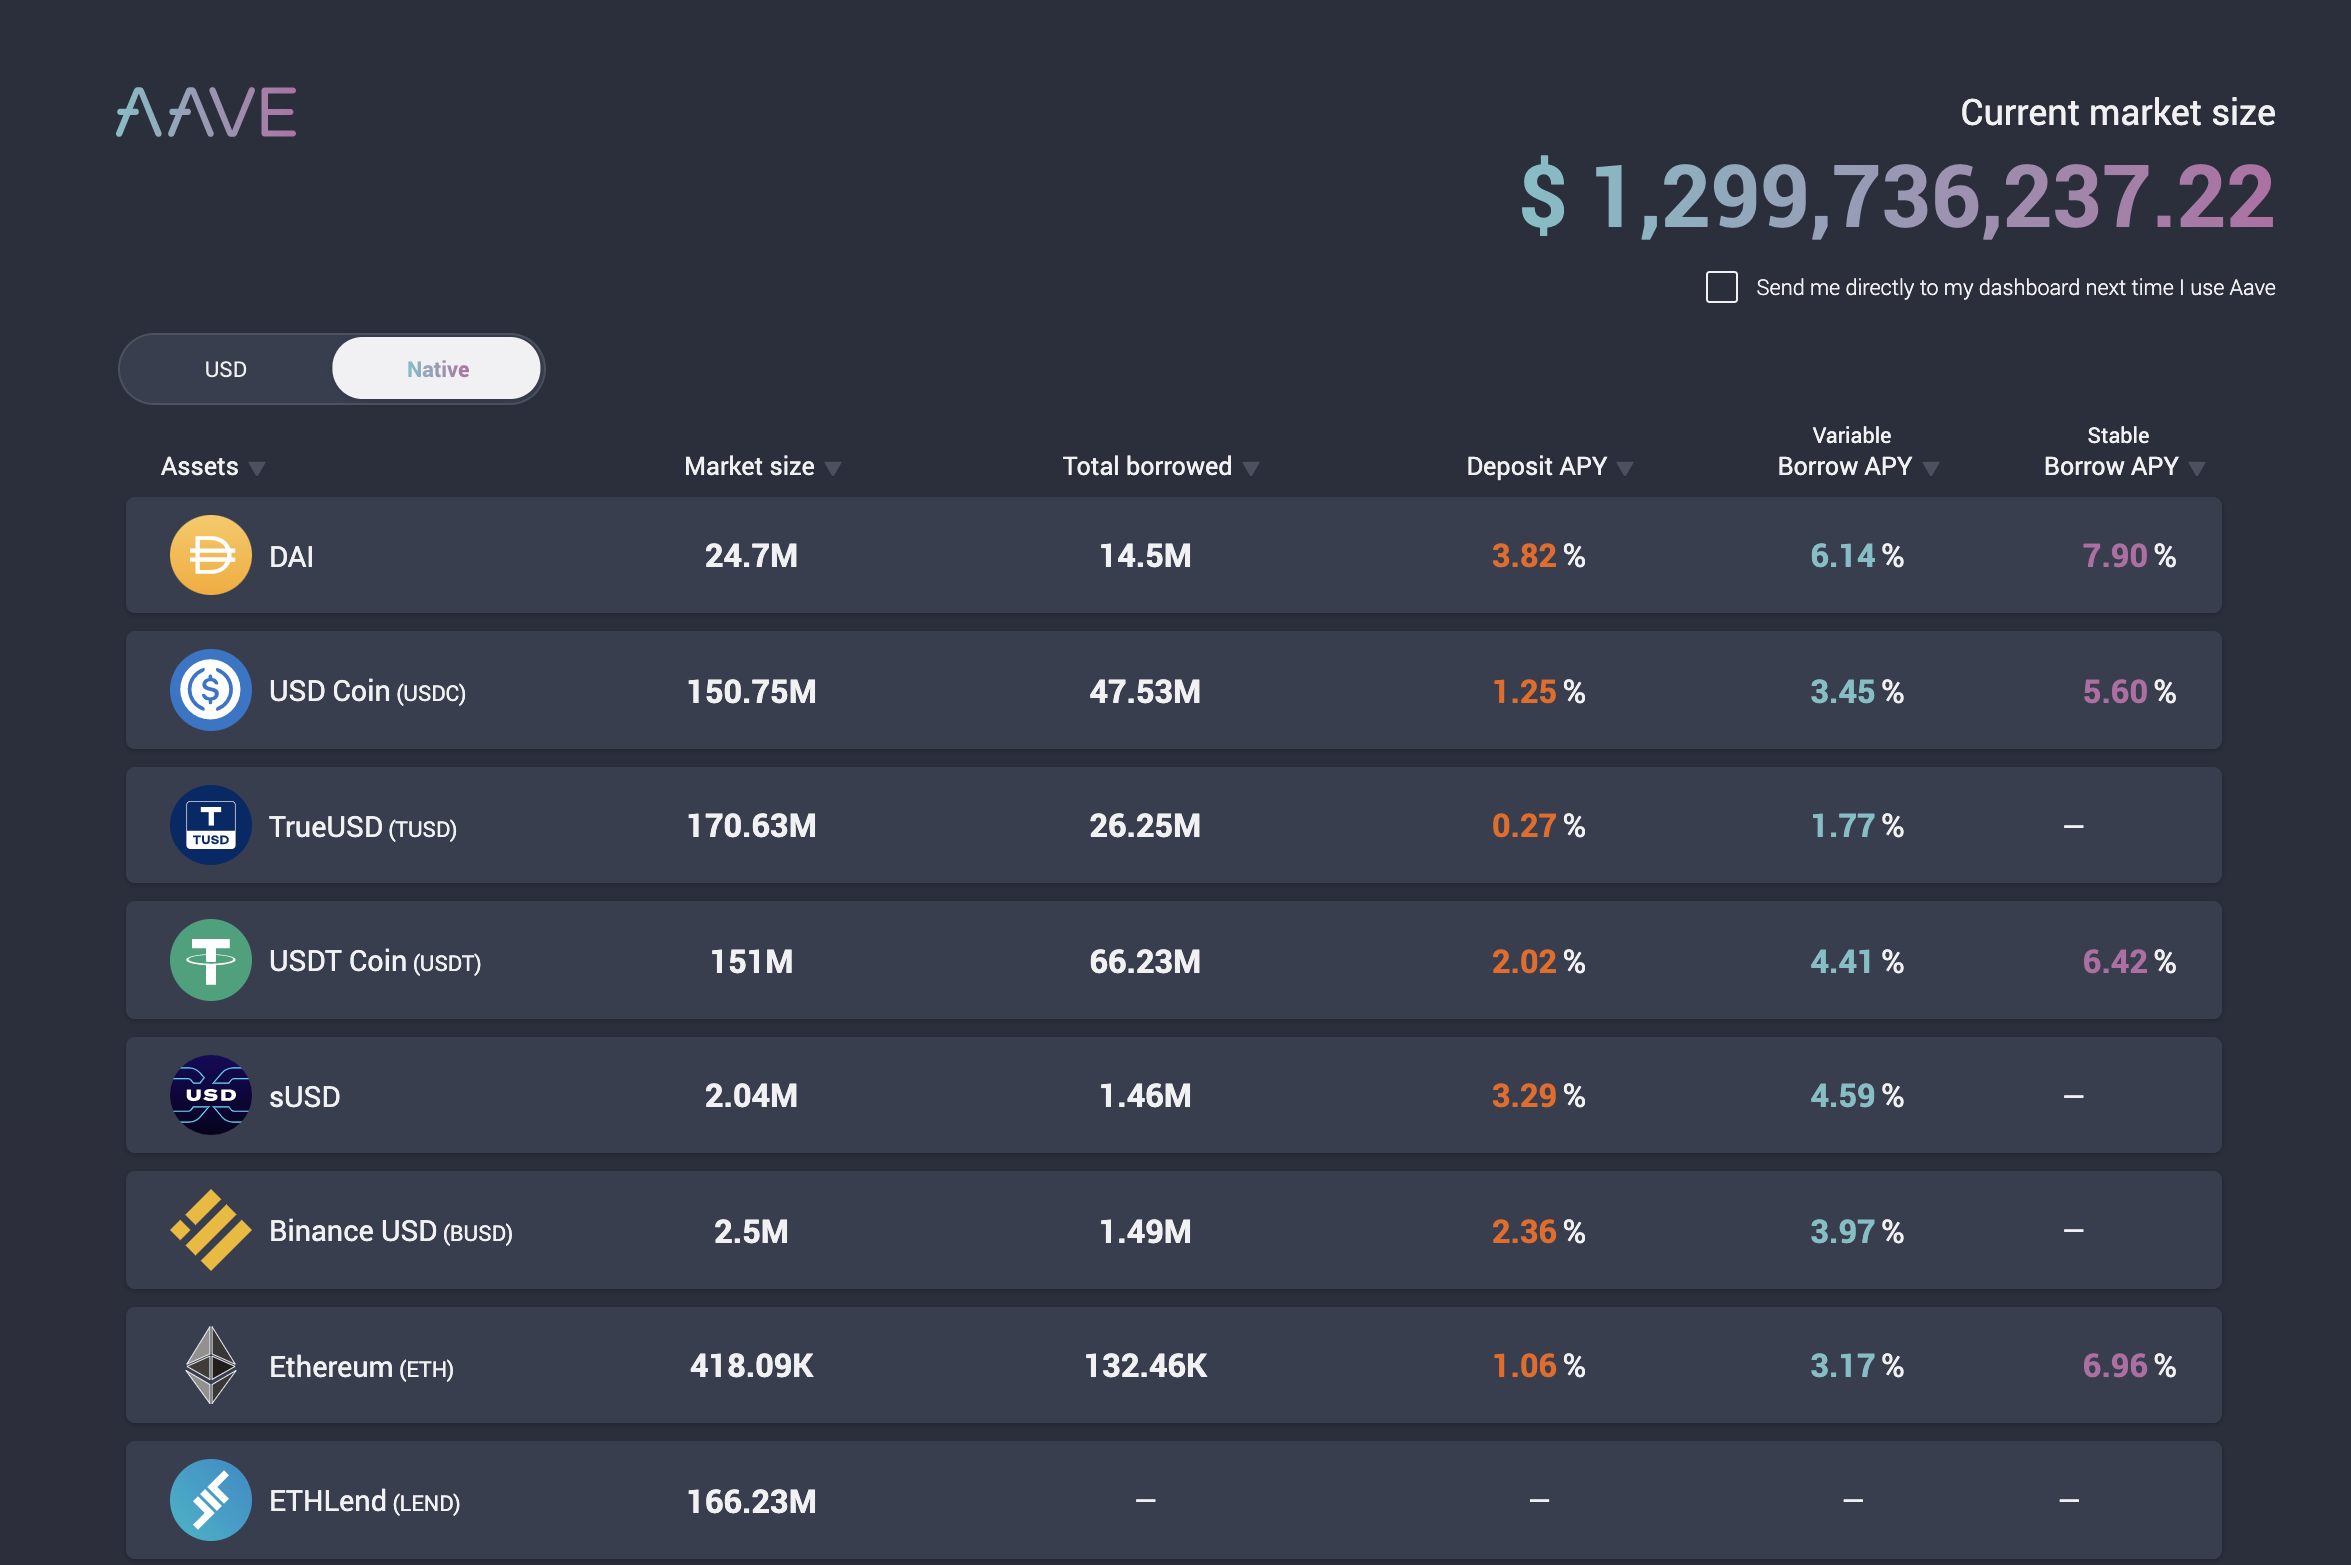 AAVE
Current market size
$ 1,299,736,237.22
Send me directly to my dashboard next time I use Aave
USD Native
Assets Market size Total borrowed Deposit APY Variable Borrow APY Stable Borrow APY
DAI 24.7M 14.5M 3.82 % 6.14 % 7.90 %
USD Coin (USDC) 150.75M 47.53M 1.25 % 3.45 % 5.60 %
T
TUSD
TrueUSD (TUSD) 170.63M 26.25M 0.27 % 1.77 % —
USDT Coin (USDT) 151M 66.23M 2.02 % 4.41 % 6.42 %
USD
sUSD 2.04M 1.46M 3.29 % 4.59 % —
Binance USD (BUSD) 2.5M 1.49M 2.36 % 3.97 % —
Ethereum (ETH) 418.09K 132.46K 1.06 % 3.17 % 6.96 %
ETHLend (LEND) 166.23M — — — —